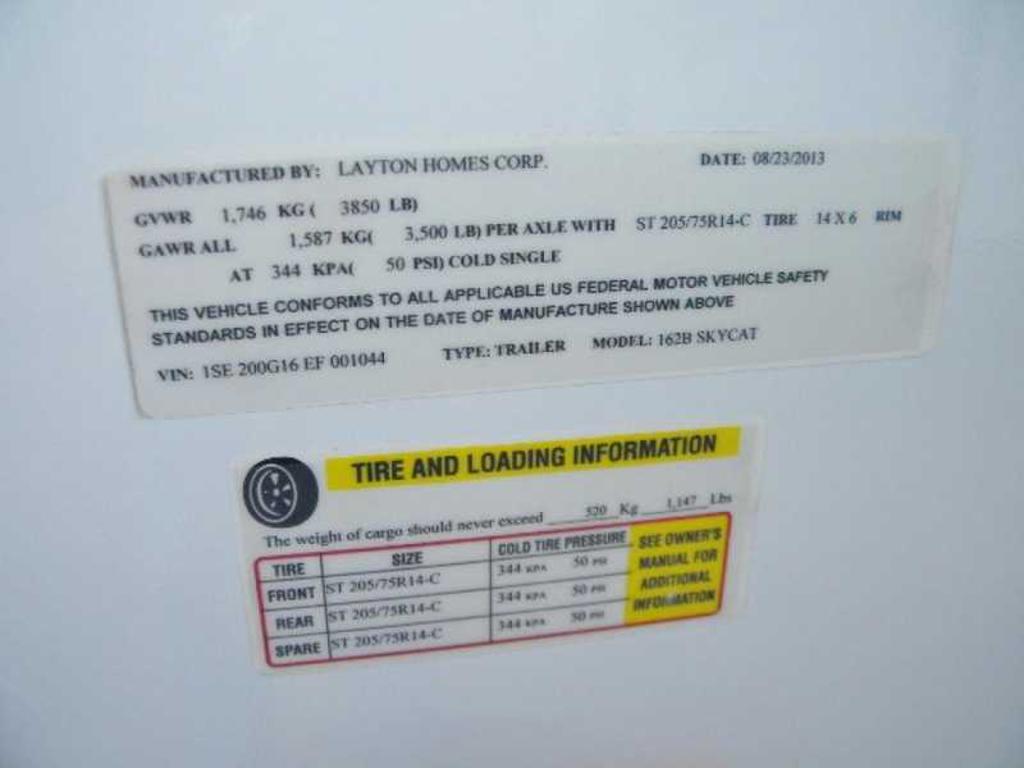 MANUFACTURED BY: LAYTON HOMES CORP. DATE: 08/23/2013
GVWR 1,746 KG ( 3850 LB)
GAWR ALL 1,587 KG( 3,500 LB) PER AXLE WITH ST 205/75R14-C TIRE 14 X 6 RIM
AT 344 KPA( 50 PSI) COLD SINGLE
THIS VEHICLE CONFORMS TO ALL APPLICABLE US FEDERAL MOTOR VEHICLE SAFETY
STANDARDS IN EFFECT ON THE DATE OF MANUFACTURE SHOWN ABOVE
VIN: 1SE 200G16 EF 001044 TYPE: TRAILER MODEL: 162B SKYCAT
TIRE AND LOADING INFORMATION
The weight of cargo should never exceed 520 Kg 1,147 Lbs
TIRE SIZE COLD TIRE PRESSURE
FRONT ST 205/75R14-C 344 KPA 50 PSI
REAR ST 205/75R14-C 344 KPA 50 PSI
SPARE ST 205/75R14-C 344 KPA 50 PSI
SEE OWNER'S
MANUAL FOR
ADDITIONAL
INFORMATION